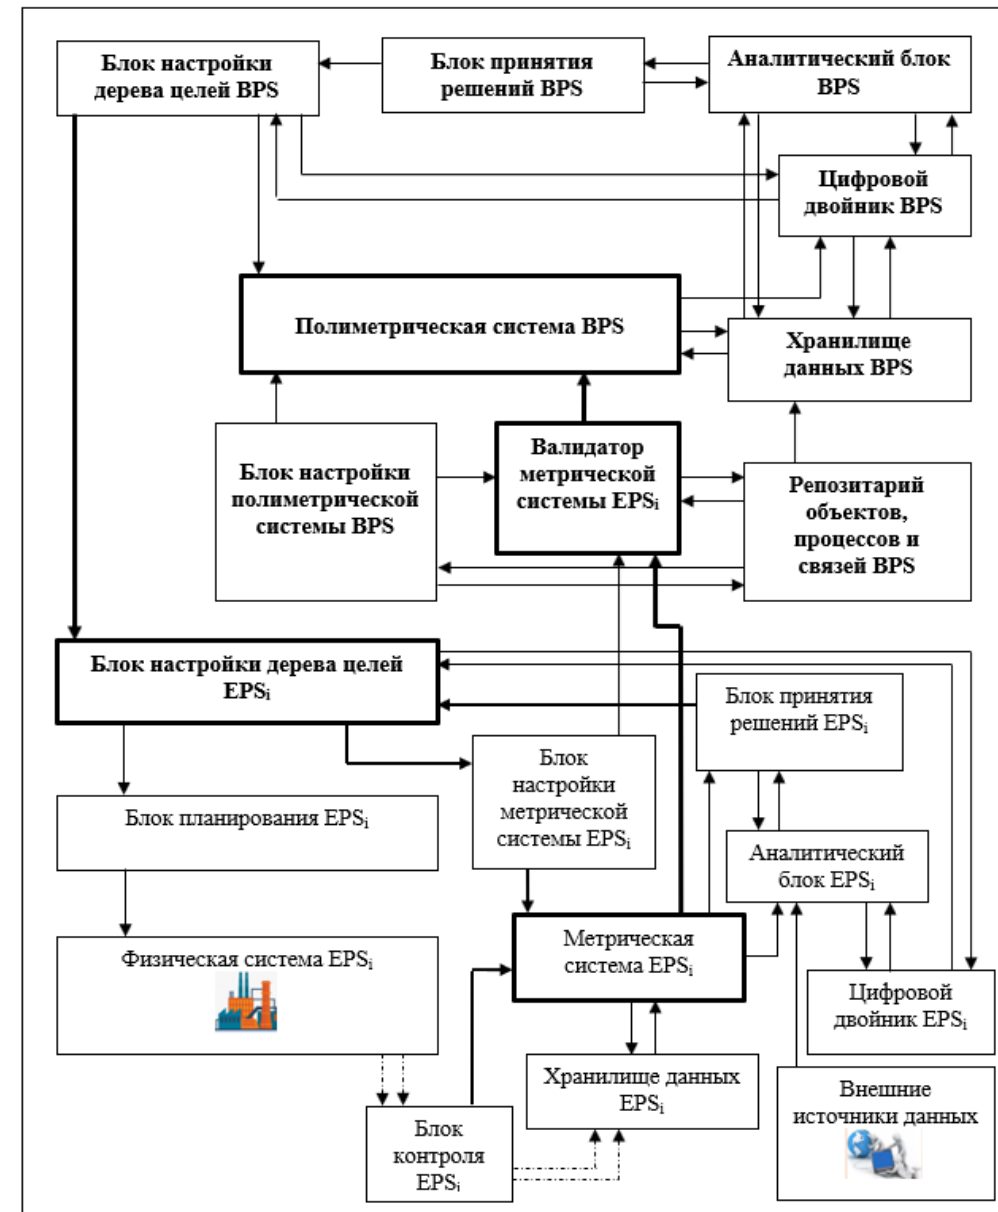 Блок настройки
дерева целей BPS
Блок принятия
решений BPS
Аналитический блок
BPS
Цифровой
двойник BPS
Полиметрическая система BPS
Хранилище
данных BPS
Блок настройки
полиметрической
системы BPS
Валидатор
метрической
системы EPSi
Репозитарий
объектов,
процессов и
связей BPS
Блок настройки дерева целей
EPSi
Блок принятия
решений EPSi
Блок
настройки
метрической
системы EPSi
Блок планирования EPSi
Аналитический
блок EPSi
Физическая система EPSi
Метрическая
система EPSi
Цифровой
двойник EPSi
Хранилище данных
EPSi
Внешние
источники данных
Блок
контроля
EPSi